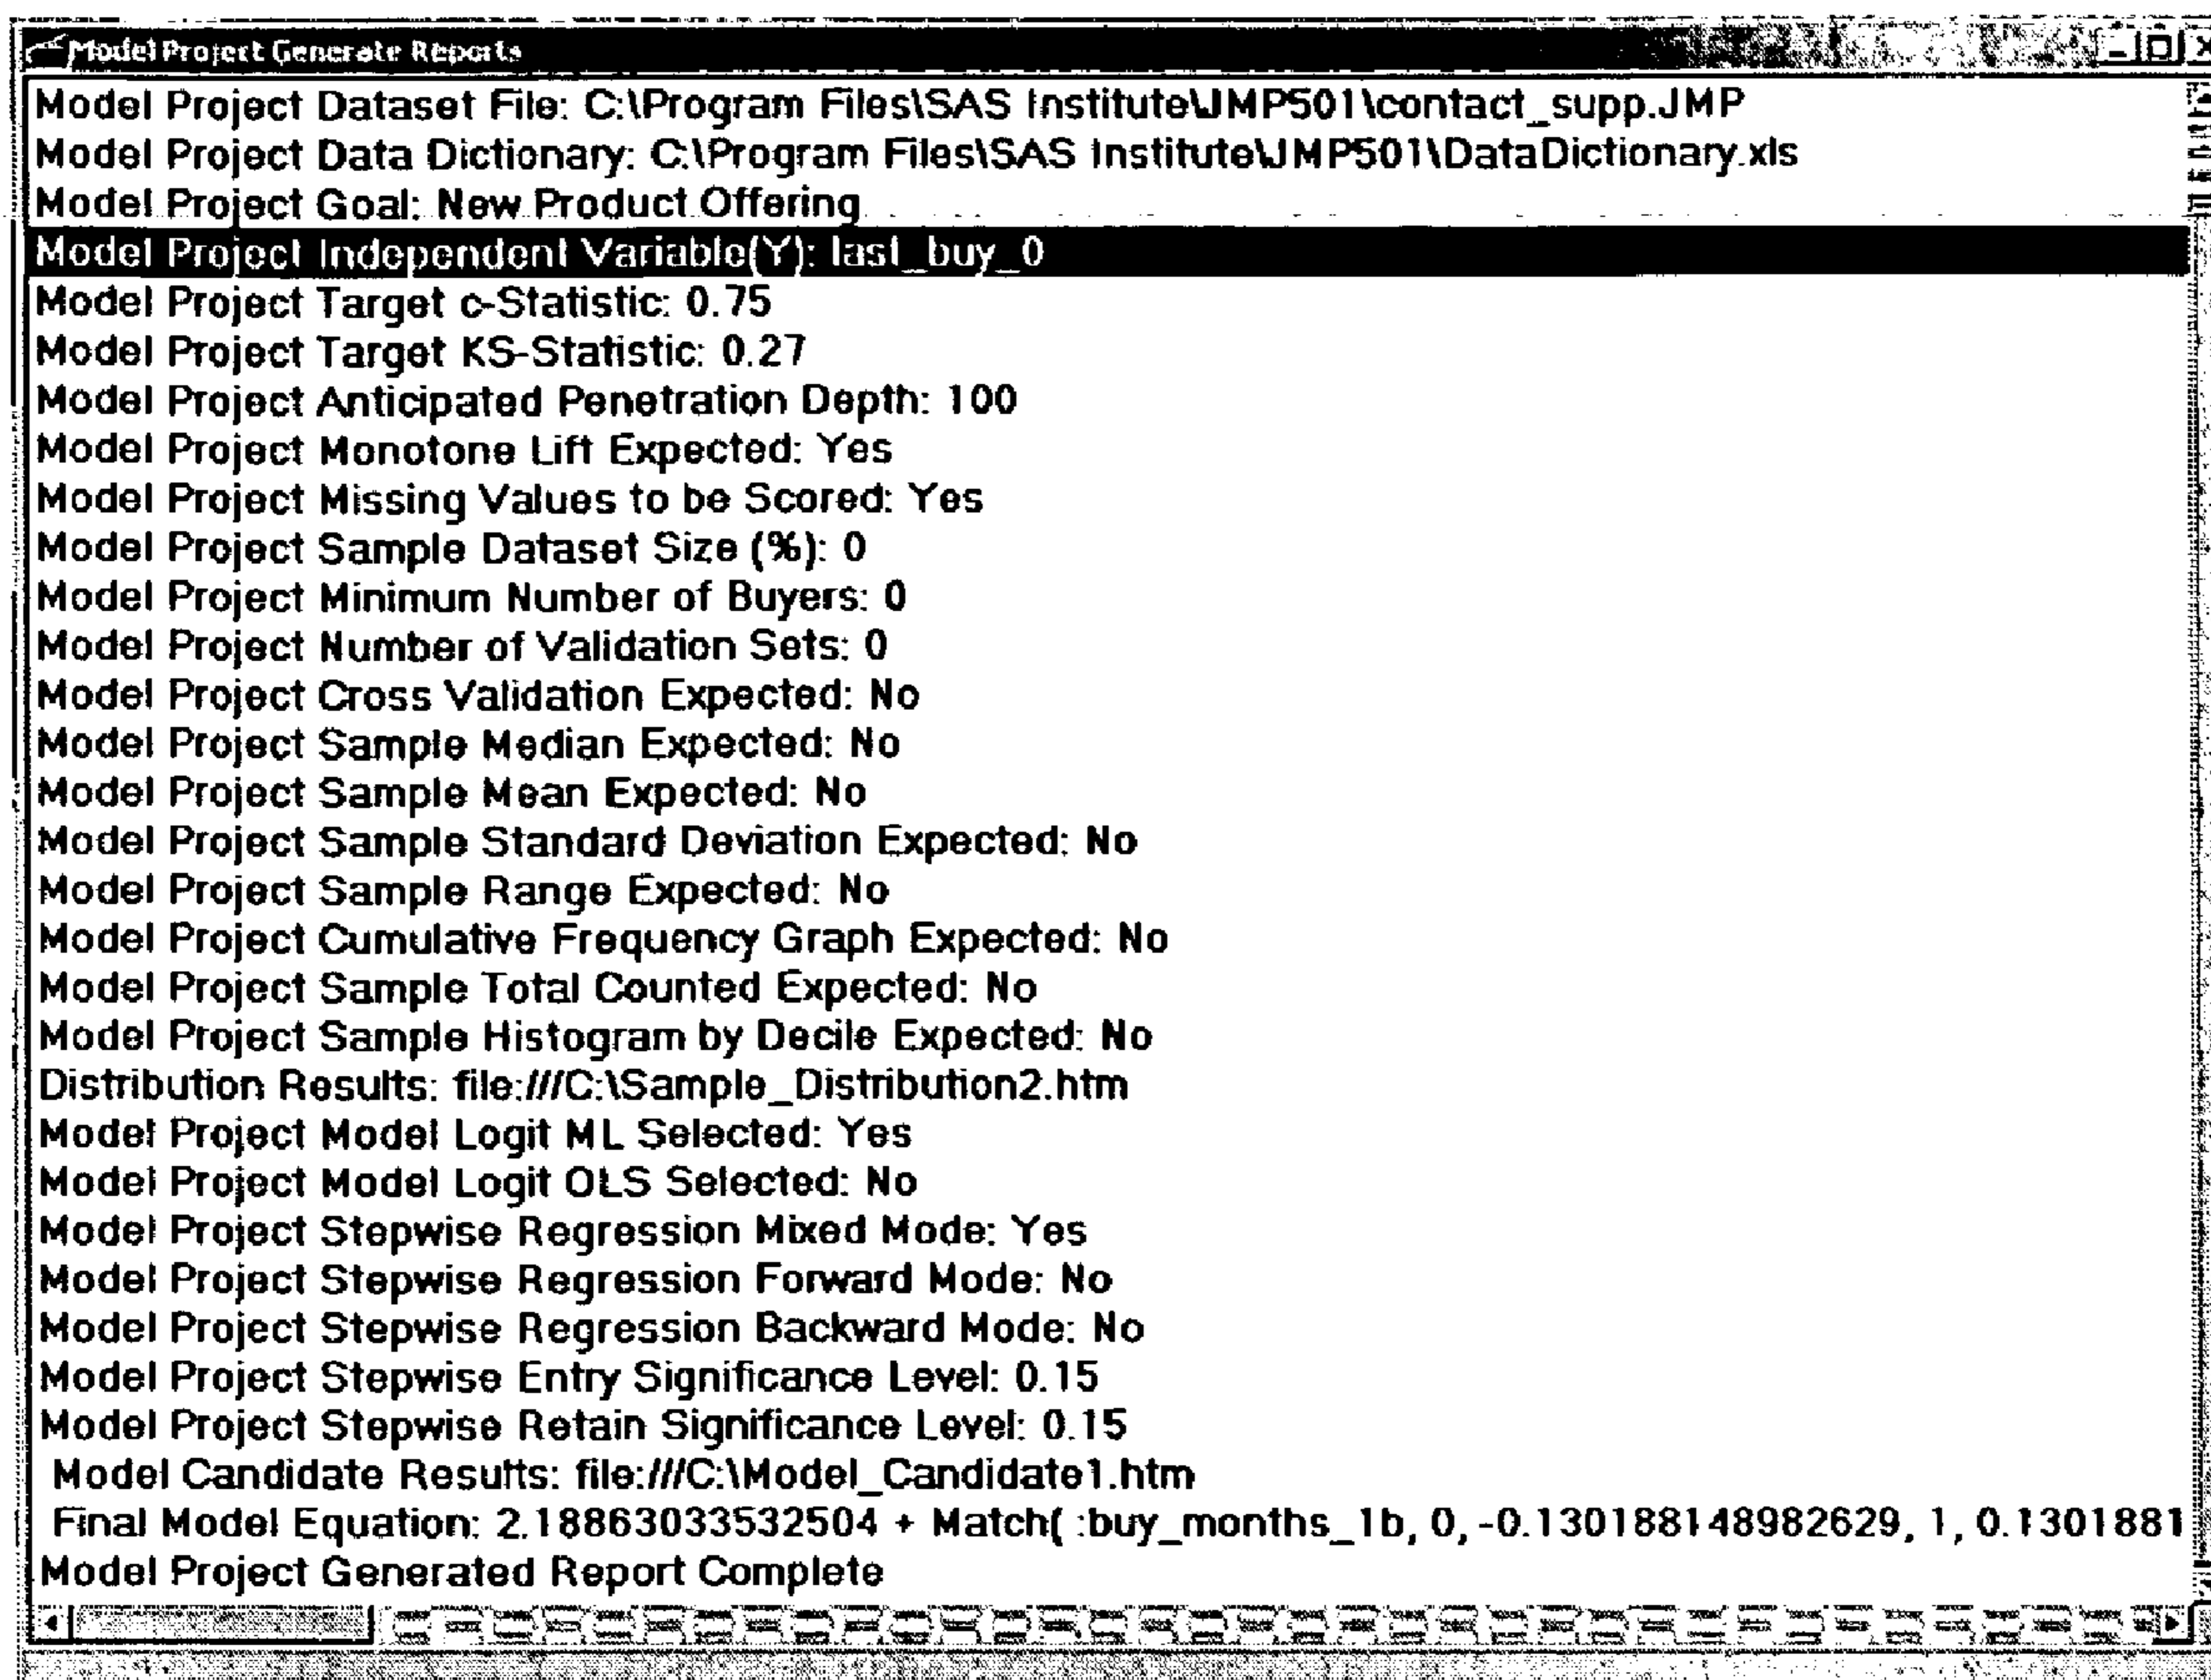 Model Project Generate Reports
Model Project Dataset File: C:\Program Files\SAS Institute\JMP501\contact_supp.JMP
Model Project Data Dictionary: C:\Program Files\SAS Institute\JMP501\DataDictionary.xls
Model Project Goal: New Product Offering
Model Project Independent Variable(Y): last_buy_0
Model Project Target c-Statistic: 0.75
Model Project Target KS-Statistic: 0.27
Model Project Anticipated Penetration Depth: 100
Model Project Monotone Lift Expected: Yes
Model Project Missing Values to be Scored: Yes
Model Project Sample Dataset Size (%): 0
Model Project Minimum Number of Buyers: 0
Model Project Number of Validation Sets: 0
Model Project Cross Validation Expected: No
Model Project Sample Median Expected: No
Model Project Sample Mean Expected: No
Model Project Sample Standard Deviation Expected: No
Model Project Sample Range Expected: No
Model Project Cumulative Frequency Graph Expected: No
Model Project Sample Total Counted Expected: No
Model Project Sample Histogram by Decile Expected: No
Distribution Results: file:///C:\Sample_Distribution2.htm
Model Project Model Logit ML Selected: Yes
Model Project Model Logit OLS Selected: No
Model Project Stepwise Regression Mixed Mode: Yes
Model Project Stepwise Regression Forward Mode: No
Model Project Stepwise Regression Backward Mode: No
Model Project Stepwise Entry Significance Level: 0.15
Model Project Stepwise Retain Significance Level: 0.15
Model Candidate Results: file:///C:\Model_Candidate1.htm
Final Model Equation: 2.18863033532504 + Match( :buy_months_1b, 0, -0.130188148982629, 1, 0.1301881
Model Project Generated Report Complete